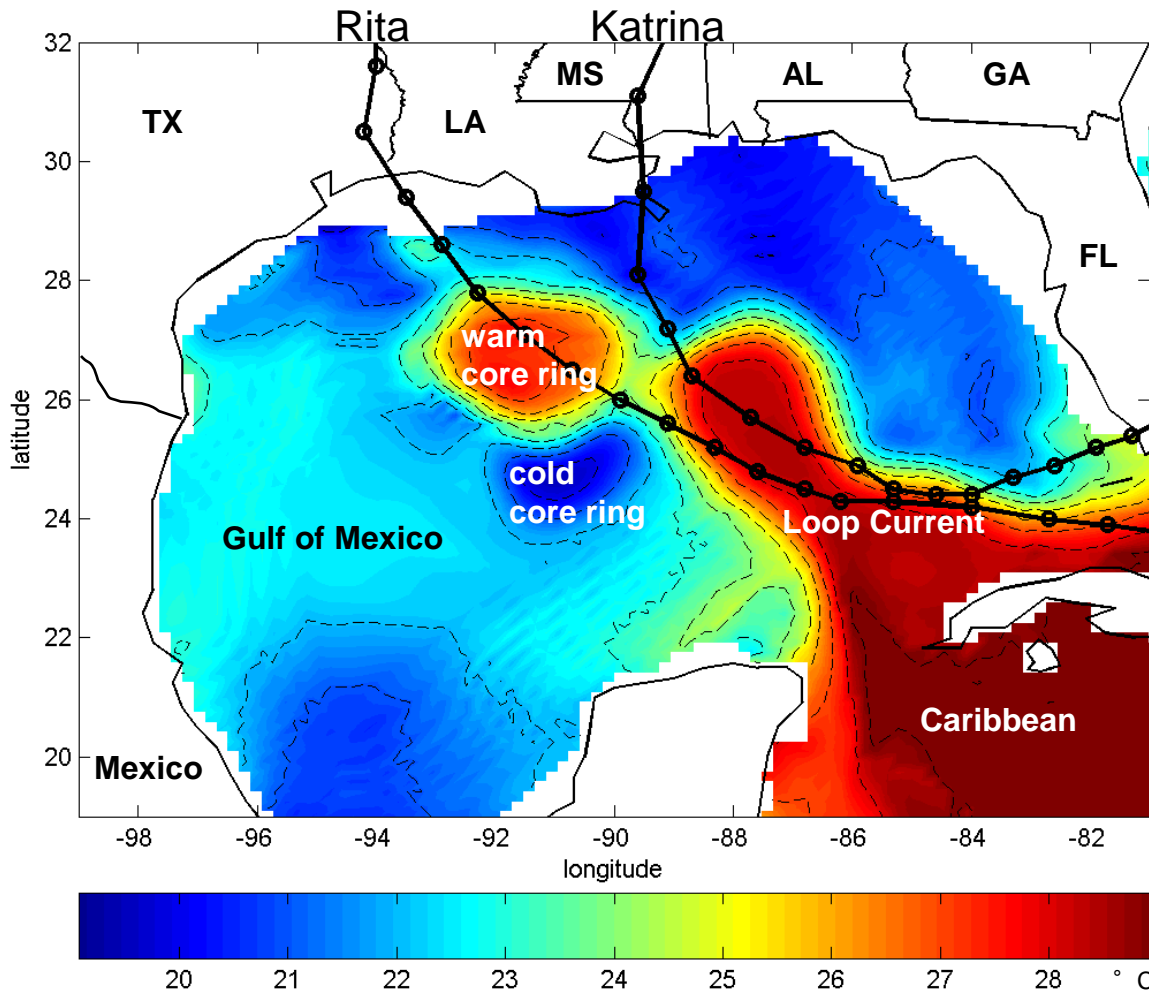 Rita Katrina
32
MS AL GA
TX LA
30
FL
28
warm
core ring
26
latitude
cold
core ring
24
Loop Current
Gulf of Mexico
22
Caribbean
20
Mexico
-98 -96 -94 -92 -90 -88 -86 -84 -82
longitude
20 21 22 23 24 25 26 27 28 ° C